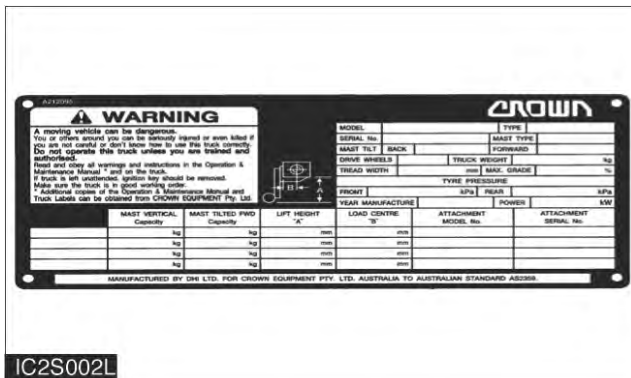 A212098
WARNING
A moving vehicle can be dangerous.
You or others around you can be seriously injured or even killed if
you are not careful or don't know how to use this truck correctly.
Do not operate this truck unless you are trained and
authorised.
Read and obey all warnings and instructions in the Operation &
Maintenance Manual * and on the truck.
If truck is left unattended, ignition key should be removed.
Make sure the truck is in good working order.
* Additional copies of the Operation & Maintenance Manual and
Truck Labels can be obtained from CROWN EQUIPMENT Pty. Ltd.
B
A
CROWN
MODEL TYPE
SERIAL No. MAST TYPE
MAST TILT BACK FORWARD
DRIVE WHEELS TRUCK WEIGHT kg
TREAD WIDTH mm MAX. GRADE %
TYRE PRESSURE
FRONT kPa REAR kPa
YEAR MANUFACTURE POWER kW
MAST VERTICAL Capacity MAST TILTED FWD Capacity LIFT HEIGHT "A" LOAD CENTRE "B" ATTACHMENT MODEL No. ATTACHMENT SERIAL No.
kg kg mm mm
kg kg mm mm
kg kg mm mm
kg kg mm mm
MANUFACTURED BY DHI LTD. FOR CROWN EQUIPMENT PTY. LTD. AUSTRALIA TO AUSTRALIAN STANDARD AS2359.
IC2S002L